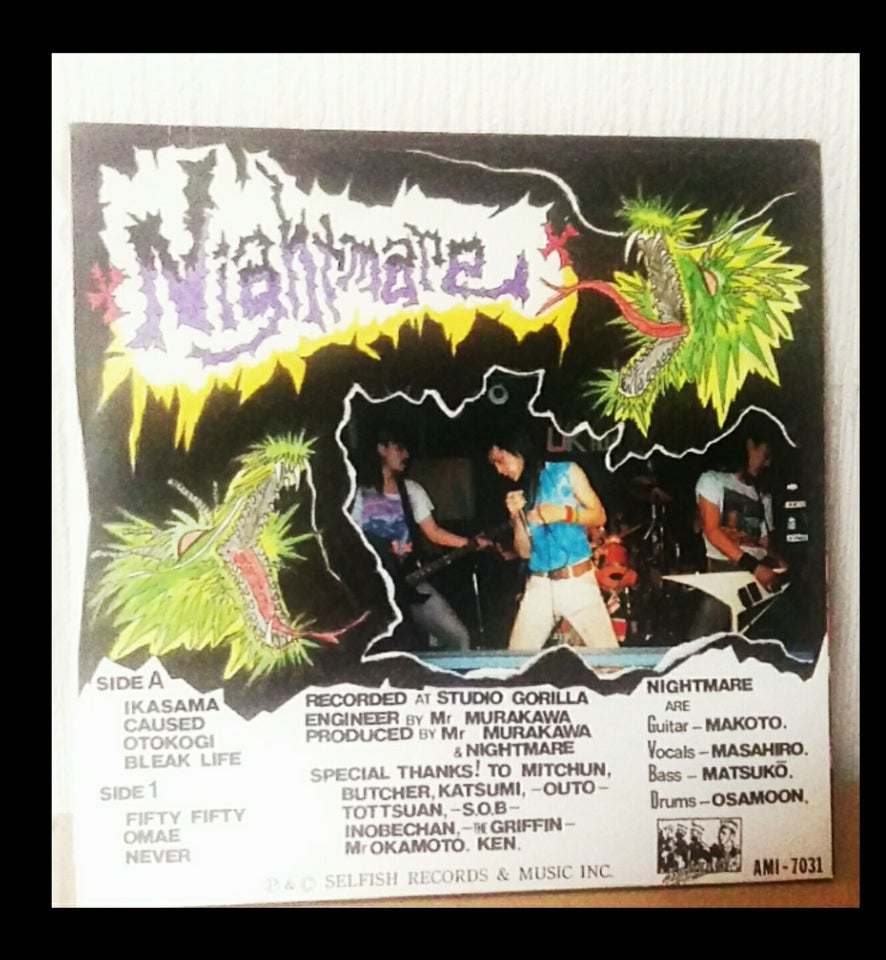 Nightmare
SIDE A
IKASAMA
CAUSED
OTOKOGI
BLEAK LIFE
SIDE 1
FIFTY FIFTY
OMAE
NEVER
RECORDED AT STUDIO GORILLA
ENGINEER BY Mr MURAKAWA
PRODUCED BY Mr MURAKAWA
& NIGHTMARE
SPECIAL THANKS! TO MITCHUN,
BUTCHER, KATSUMI, -OUTO-
TOTTSUAN, -S.O.B-
INOBECHAN, -THE GRIFFIN-
Mr OKAMOTO. KEN.
NIGHTMARE
ARE
Guitar - MAKOTO.
Vocals - MASAHIRO.
Bass - MATSUKŌ.
Drums - OSAMOON.
AMI-7031
P & © SELFISH RECORDS & MUSIC INC.